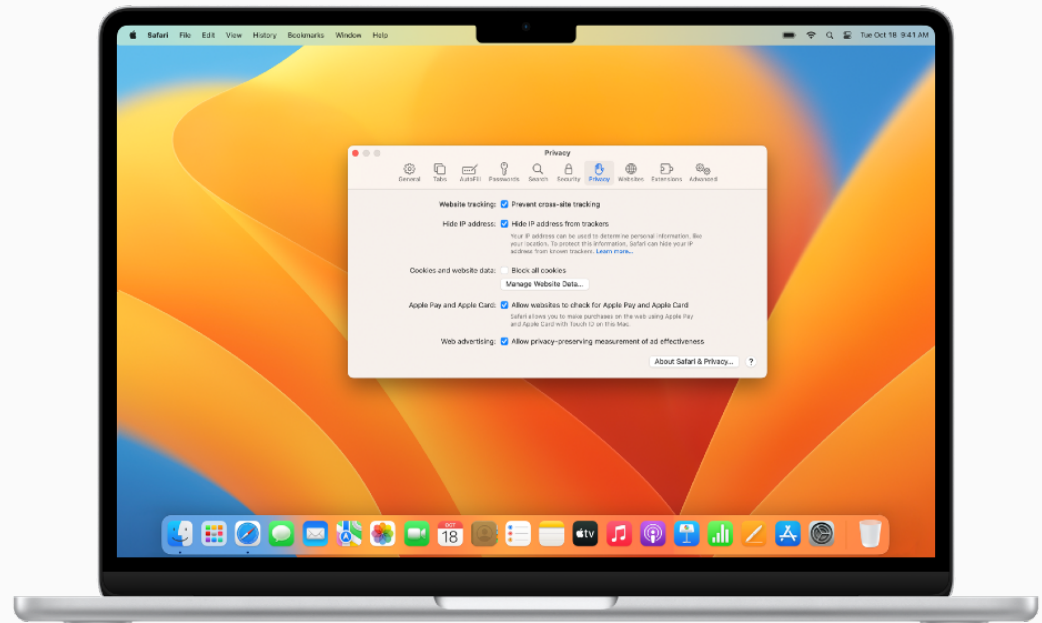 Safari File Edit View History Bookmarks Window Help
Tue Oct 18 9:41 AM
Privacy
General Tabs AutoFill Passwords Search Security Privacy Websites Extensions Advanced
Website tracking: Prevent cross-site tracking
Hide IP address: Hide IP address from trackers
Your IP address can be used to determine personal information, like
your location. To protect this information, Safari can hide your IP
address from known trackers. Learn more...
Cookies and website data: Block all cookies
Manage Website Data...
Apple Pay and Apple Card: Allow websites to check for Apple Pay and Apple Card
Safari allows you to make purchases on the web using Apple Pay
and Apple Card with Touch ID on this Mac.
Web advertising: Allow privacy-preserving measurement of ad effectiveness
About Safari & Privacy... ?
OCT
18
tv